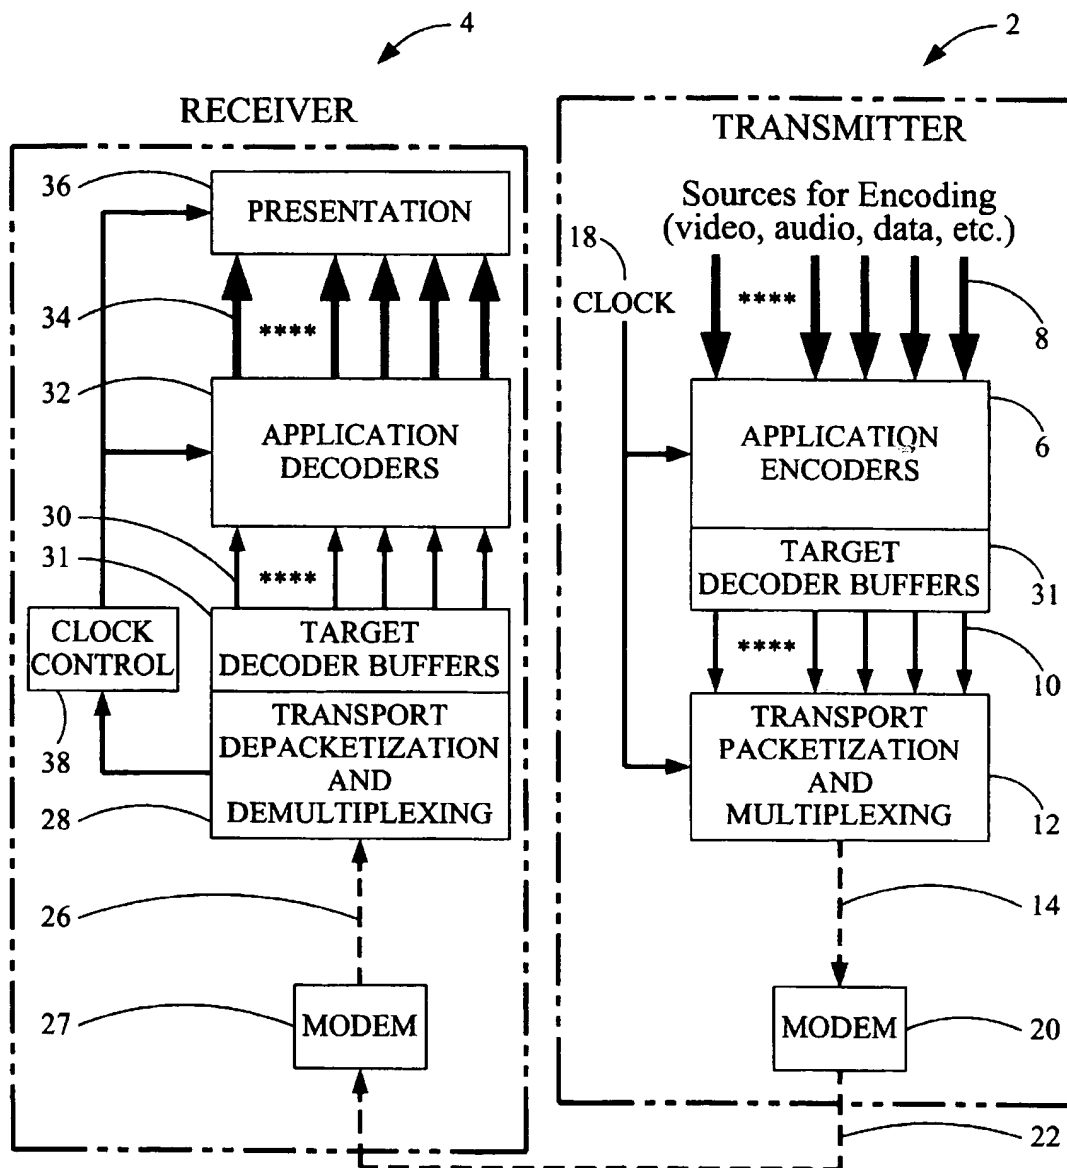 4
2
RECEIVER
TRANSMITTER
36
PRESENTATION
34
****
32
APPLICATION
DECODERS
30
****
31
TARGET
DECODER BUFFERS
CLOCK
CONTROL
38
TRANSPORT
DEPACKETIZATION
AND
DEMULTIPLEXING
28
26
27
MODEM
Sources for Encoding
(video, audio, data, etc.)
18
CLOCK
****
8
APPLICATION
ENCODERS
6
TARGET
DECODER BUFFERS
31
****
10
TRANSPORT
PACKETIZATION
AND
MULTIPLEXING
12
14
MODEM
20
22